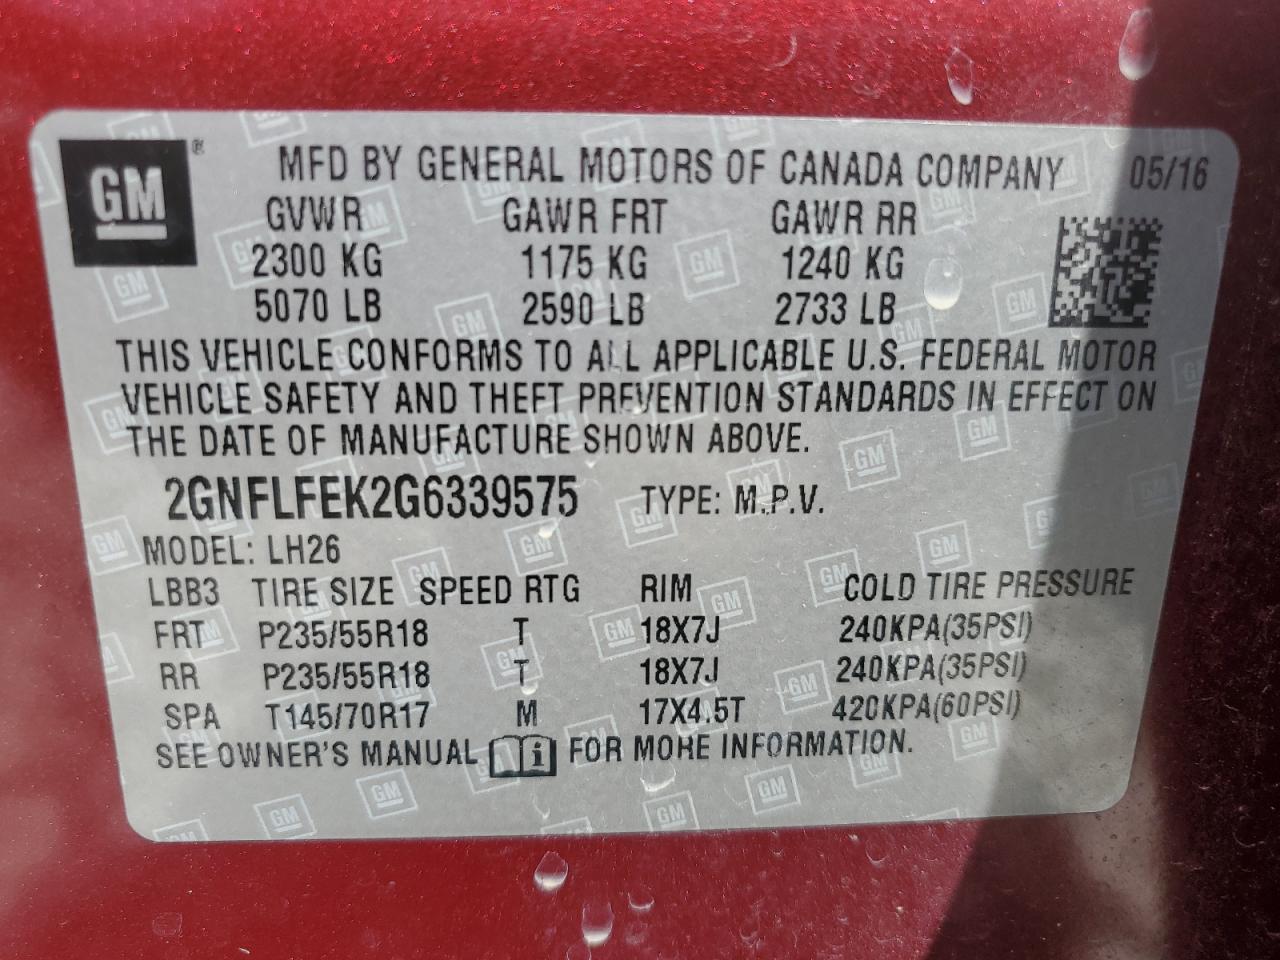 GM ® MFD BY GENERAL MOTORS OF CANADA COMPANY 05/16
GVWR GAWR FRT GAWR RR
2300 KG 1175 KG 1240 KG
5070 LB 2590 LB 2733 LB
THIS VEHICLE CONFORMS TO ALL APPLICABLE U.S. FEDERAL MOTOR
VEHICLE SAFETY AND THEFT PREVENTION STANDARDS IN EFFECT ON
THE DATE OF MANUFACTURE SHOWN ABOVE.
2GNFLFEK2G6339575 TYPE: M.P.V.
MODEL: LH26
LBB3 TIRE SIZE SPEED RTG RIM COLD TIRE PRESSURE
FRT P235/55R18 T 18X7J 240KPA(35PSI)
RR P235/55R18 T 18X7J 240KPA(35PSI)
SPA T145/70R17 M 17X4.5T 420KPA(60PSI)
SEE OWNER'S MANUAL i FOR MORE INFORMATION.